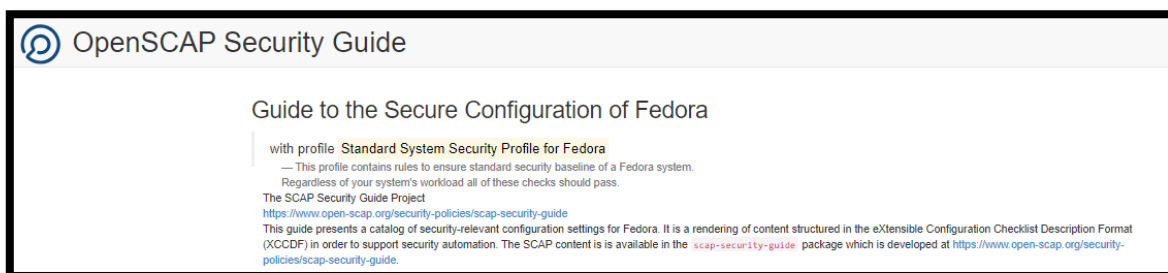 OpenSCAP Security Guide
Guide to the Secure Configuration of Fedora
with profile Standard System Security Profile for Fedora
— This profile contains rules to ensure standard security baseline of a Fedora system.
Regardless of your system's workload all of these checks should pass.
The SCAP Security Guide Project
https://www.open-scap.org/security-policies/scap-security-guide
This guide presents a catalog of security-relevant configuration settings for Fedora. It is a rendering of content structured in the eXtensible Configuration Checklist Description Format
(XCCDF) in order to support security automation. The SCAP content is is available in the scap-security-guide package which is developed at https://www.open-scap.org/security-
policies/scap-security-guide.